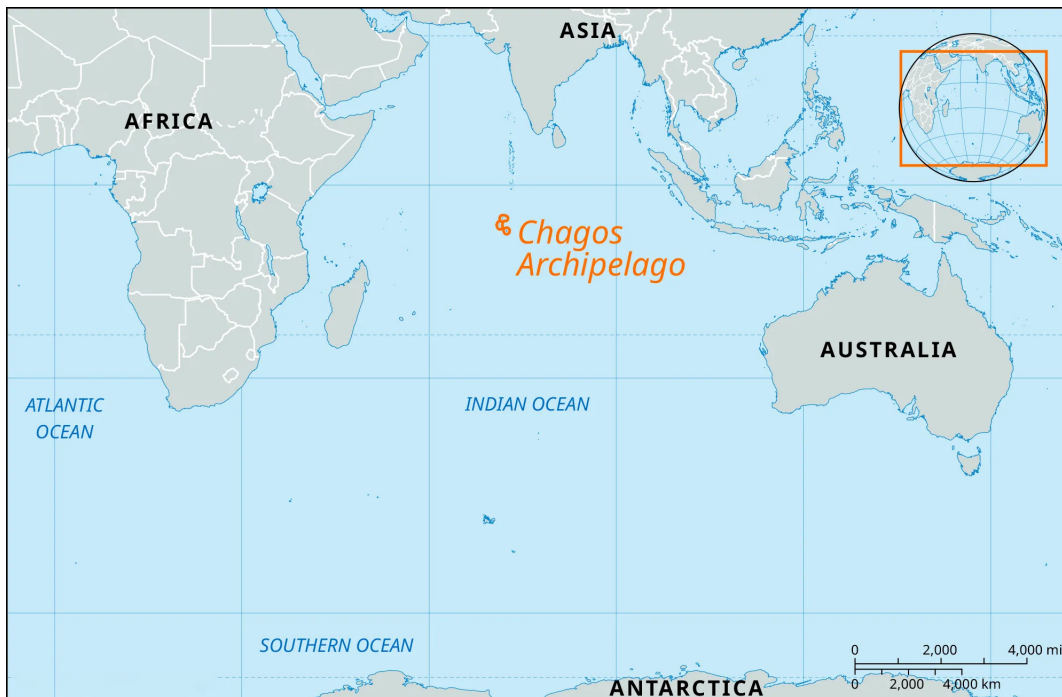 ASIA
AFRICA
Chagos
Archipelago
AUSTRALIA
ATLANTIC
OCEAN
INDIAN OCEAN
SOUTHERN OCEAN
0 2,000 4,000 mi
0 2,000 4,000 km
ANTARCTICA